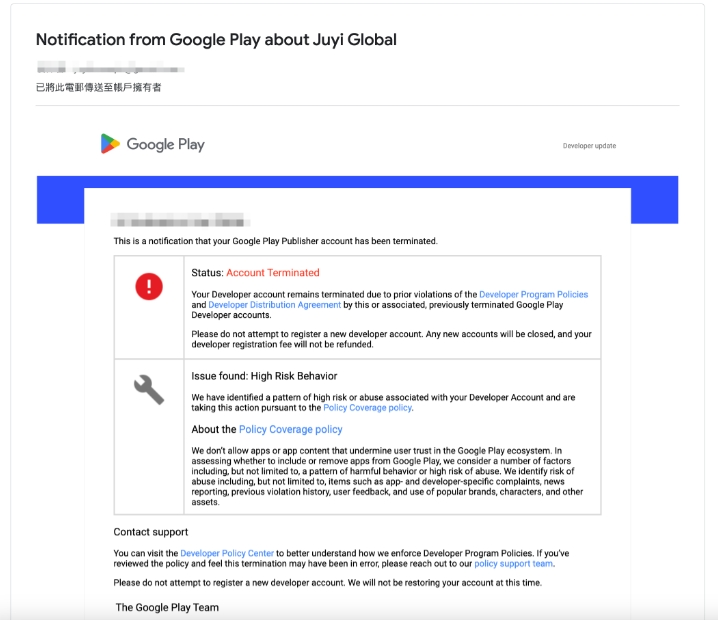 Notification from Google Play about Juyi Global
已將此電郵傳送至帳戶擁有者
Google Play
Developer update
This is a notification that your Google Play Publisher account has been terminated.
Status: Account Terminated
Your Developer account remains terminated due to prior violations of the Developer Program Policies
and Developer Distribution Agreement by this or associated, previously terminated Google Play
Developer accounts.
Please do not attempt to register a new developer account. Any new accounts will be closed, and your
developer registration fee will not be refunded.
Issue found: High Risk Behavior
We have identified a pattern of high risk or abuse associated with your Developer Account and are
taking this action pursuant to the Policy Coverage policy.
About the Policy Coverage policy
We don't allow apps or app content that undermine user trust in the Google Play ecosystem. In
assessing whether to include or remove apps from Google Play, we consider a number of factors
including, but not limited to, a pattern of harmful behavior or high risk of abuse. We identify risk of
abuse including, but not limited to, items such as app- and developer-specific complaints, news
reporting, previous violation history, user feedback, and use of popular brands, characters, and other
assets.
Contact support
You can visit the Developer Policy Center to better understand how we enforce Developer Program Policies. If you've
reviewed the policy and feel this termination may have been in error, please reach out to our policy support team.
Please do not attempt to register a new developer account. We will not be restoring your account at this time.
The Google Play Team